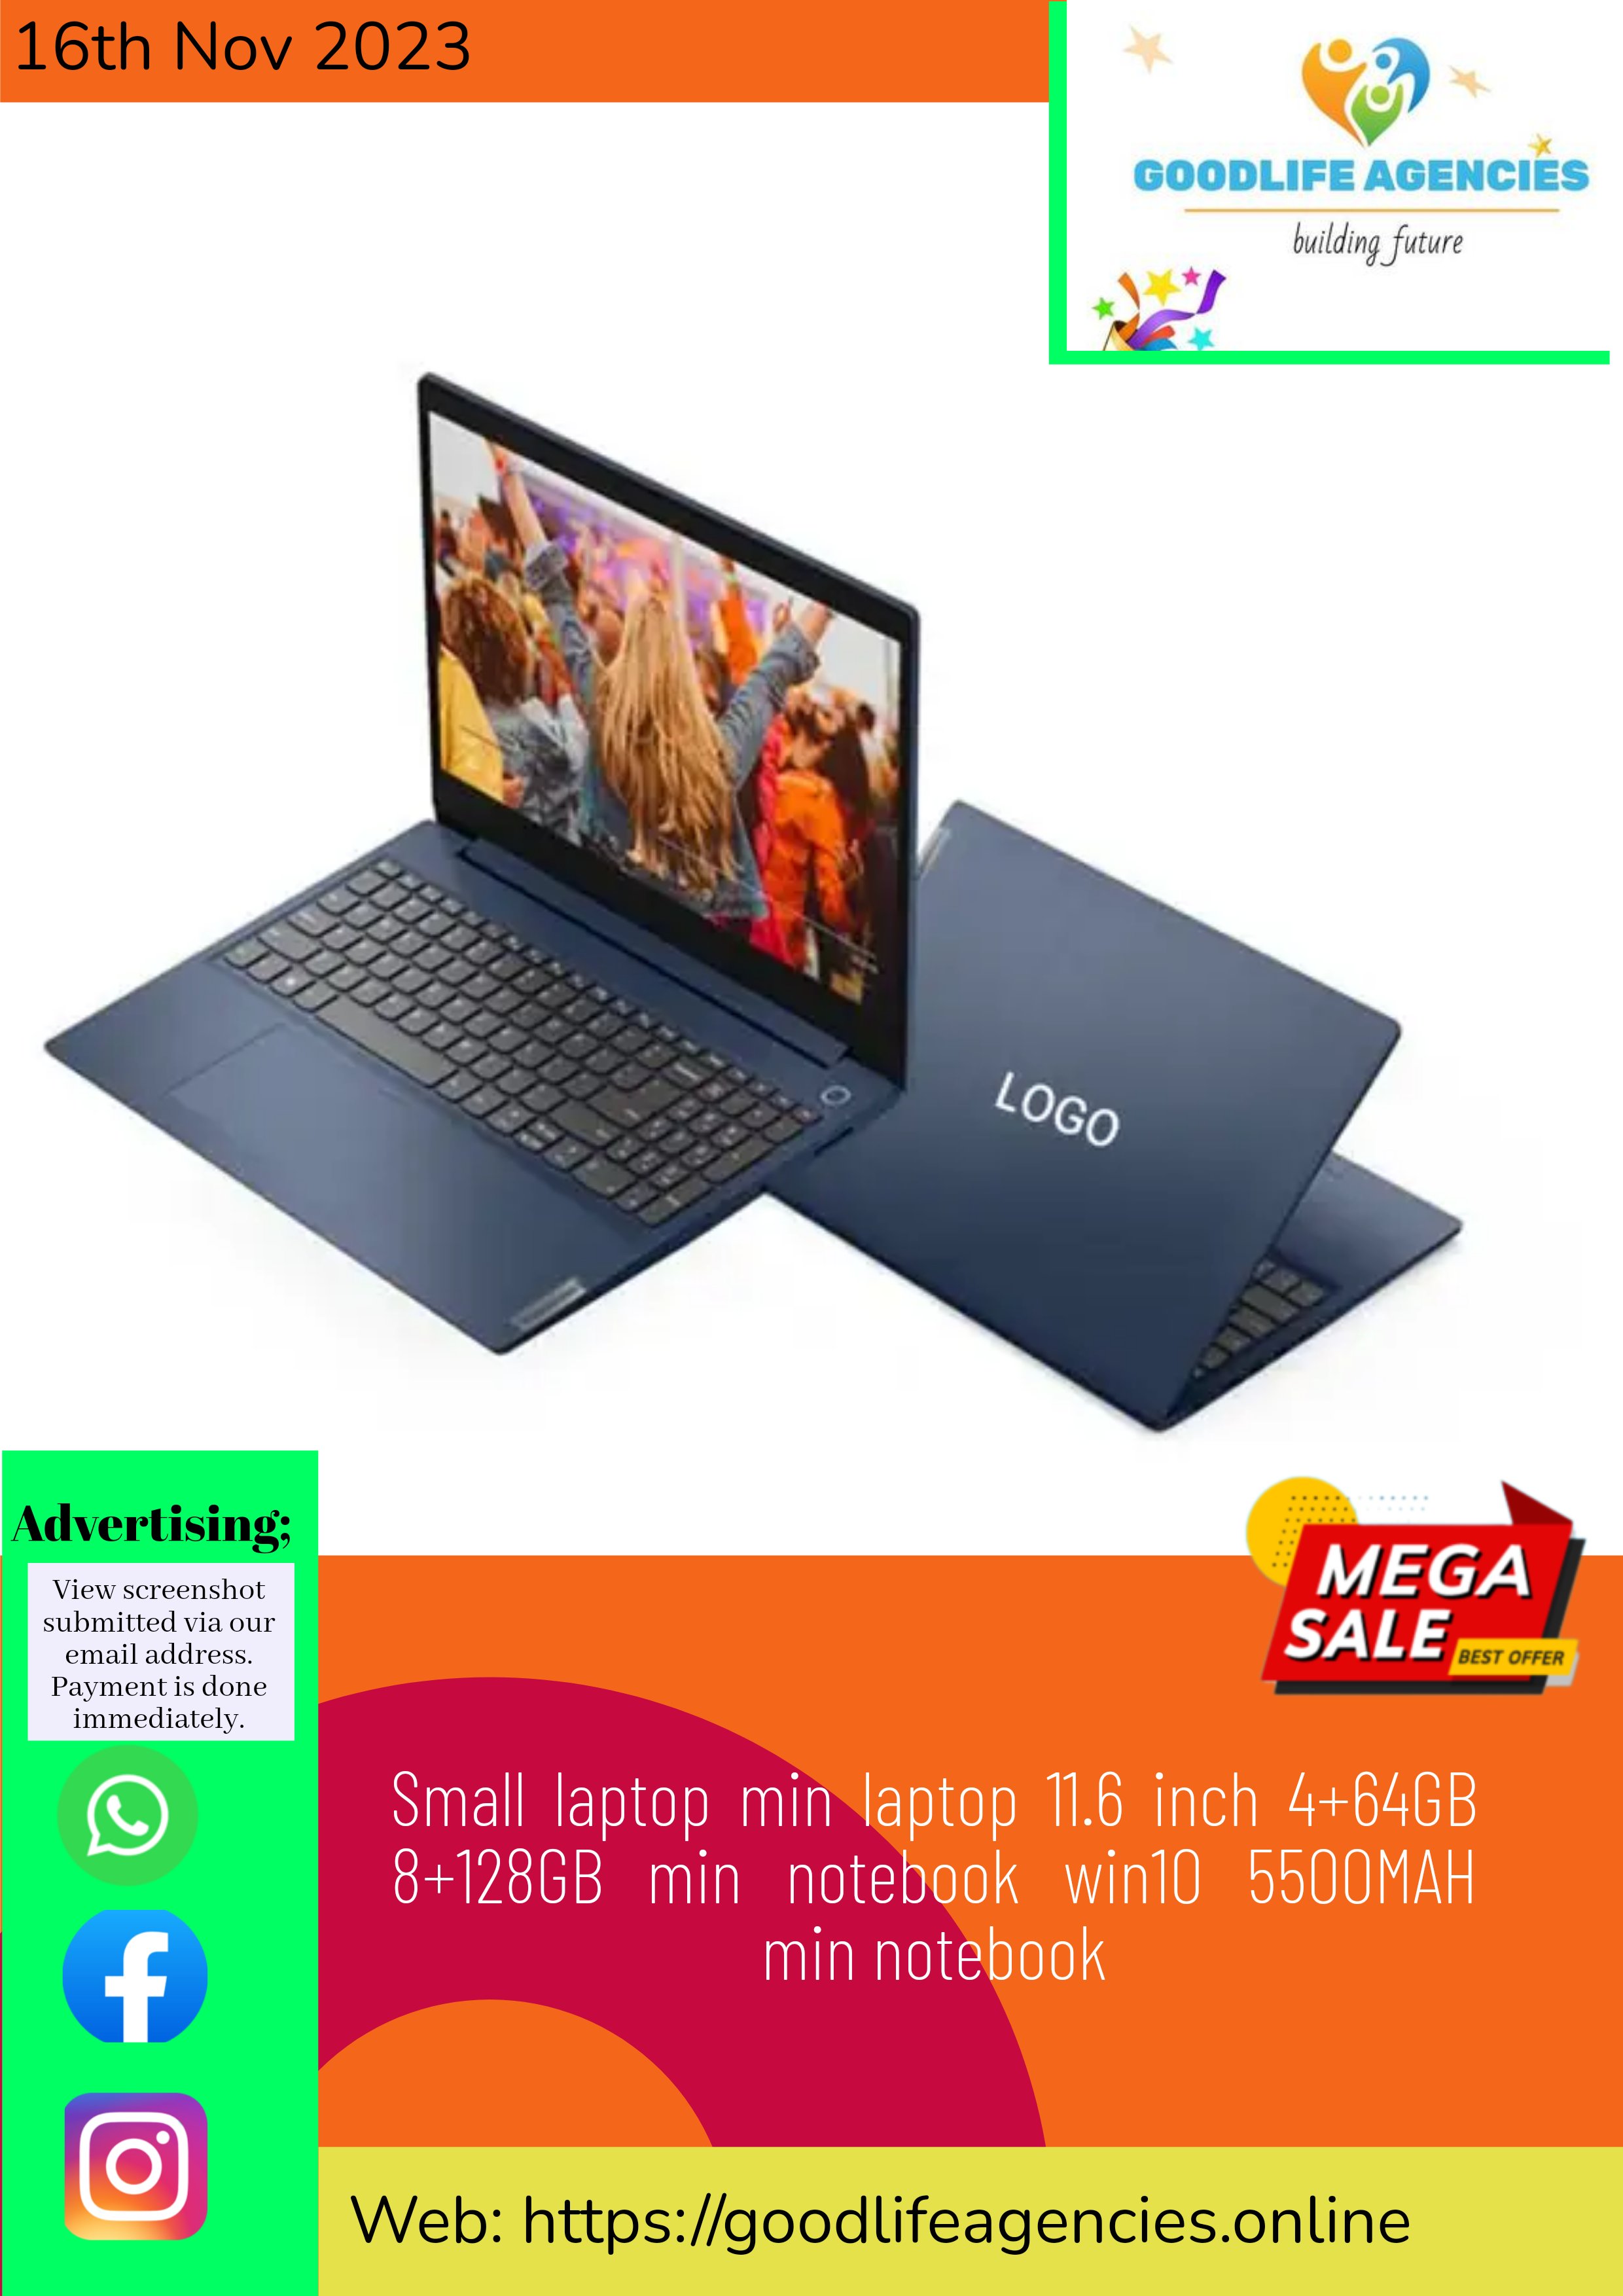 16th Nov 2023
GOODLIFE AGENCIES
building future
LOGO
Advertising;
View screenshot
submitted via our
email address.
Payment is done
immediately.
MEGA
SALE
BEST OFFER
Small laptop min laptop 11.6 inch 4+64GB
8+128GB min notebook win10 5500MAH
min notebook
Web: https://goodlifeagencies.online